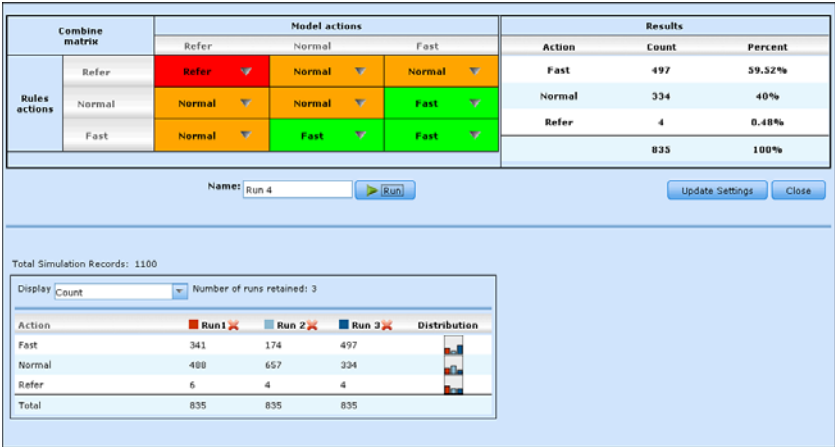 Combine matrix
Model actions
Results
Refer Normal Fast
Action Count Percent
Rules actions
Refer Refer Normal Normal
Normal Normal Normal Fast
Fast Normal Fast Fast
Fast 497 59.52%
Normal 334 40%
Refer 4 0.48%
835 100%
Name: Run 4 Run
Update Settings Close
Total Simulation Records: 1100
Display Count Number of runs retained: 3
Action Run1 Run 2 Run 3 Distribution
Fast 341 174 497
Normal 488 657 334
Refer 6 4 4
Total 835 835 835